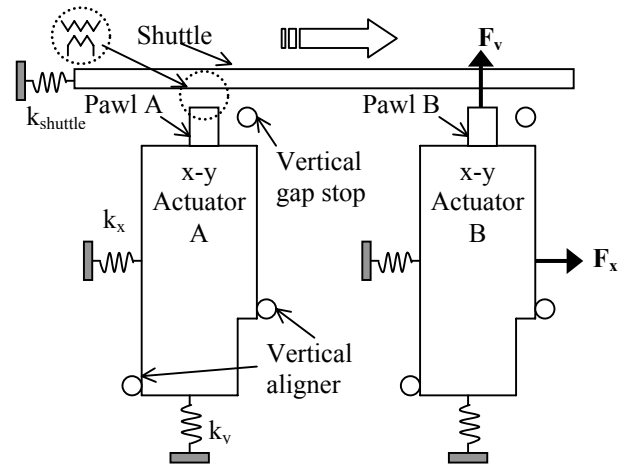 Shuttle
F_v
k_shuttle
Pawl A
Pawl B
Vertical
gap stop
x-y
Actuator
A
x-y
Actuator
B
k_x
F_x
Vertical
aligner
k_v